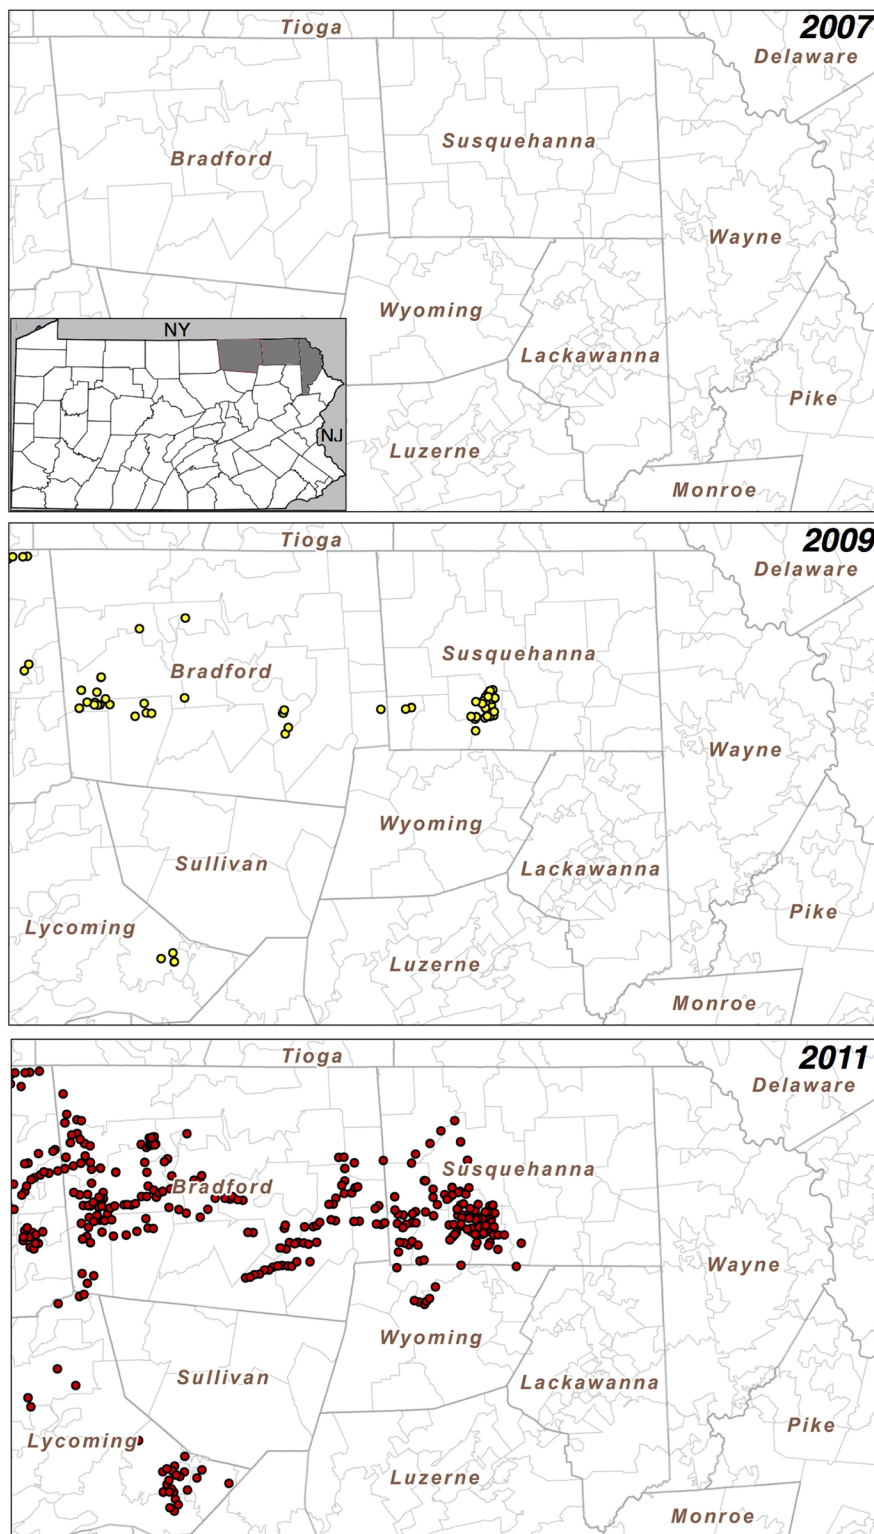 Tioga
2007
Delaware
Susquehanna
Bradford
Wayne
Wyoming
NY
Lackawanna
Pike
NJ
Luzerne
Monroe
Tioga
2009
Delaware
Susquehanna
Bradford
Wayne
Wyoming
Sullivan
Lackawanna
Pike
Lycoming
Luzerne
Monroe
Tioga
2011
Delaware
Susquehanna
Bradford
Wayne
Wyoming
Sullivan
Lackawanna
Pike
Lycoming
Luzerne
Monroe